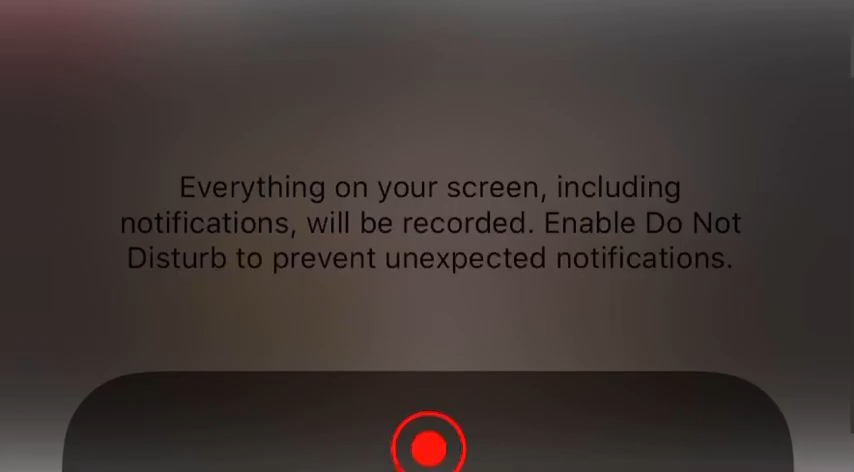 Everything on your screen, including
notifications, will be recorded. Enable Do Not
Disturb to prevent unexpected notifications.